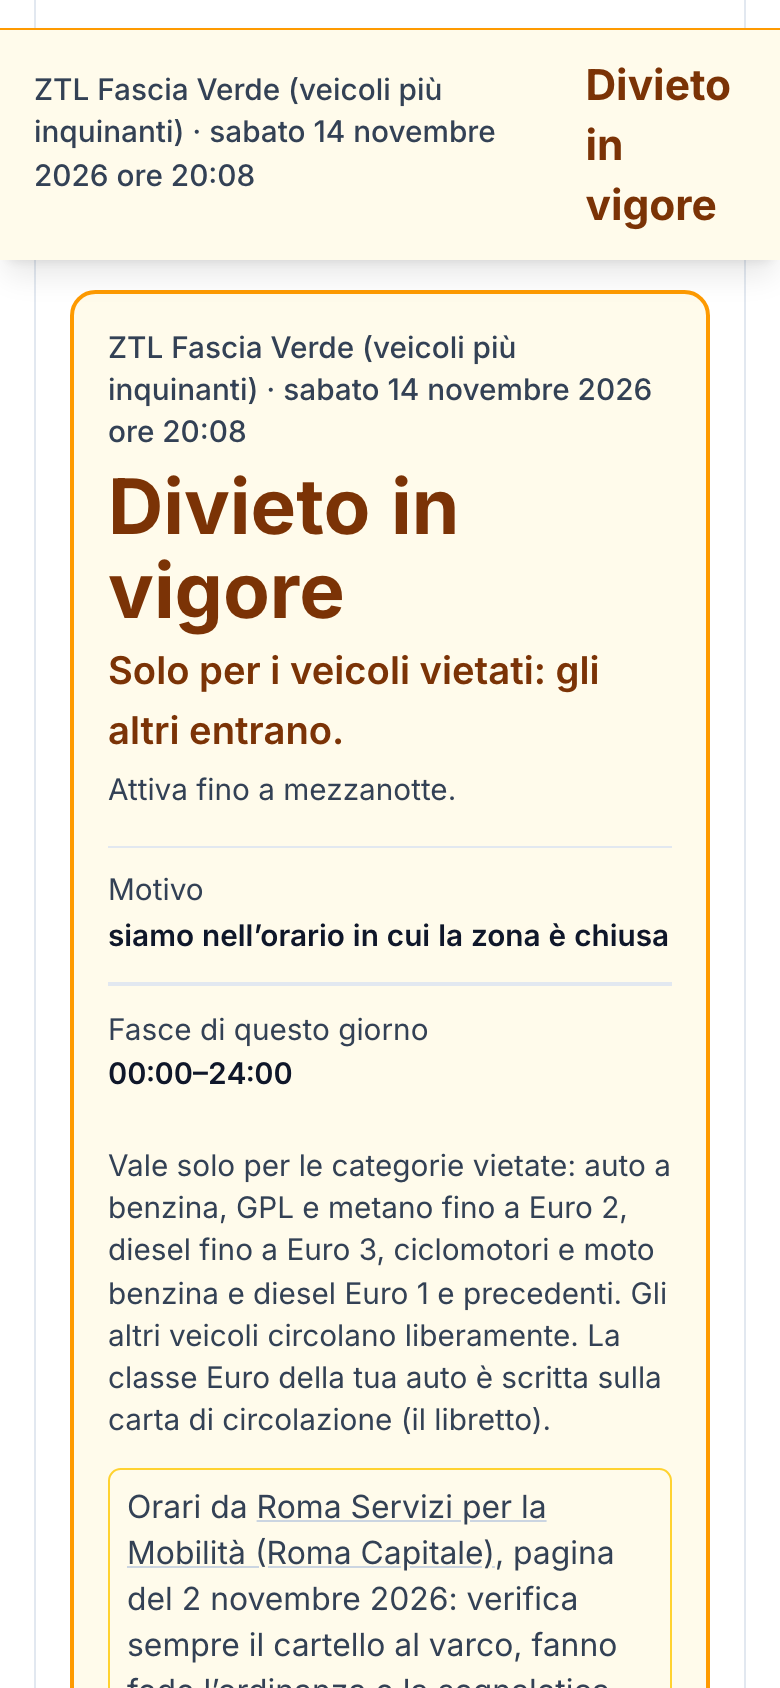 ZTL Fascia Verde (veicoli più
inquinanti) · sabato 14 novembre
2026 ore 20:08
Divieto
in
vigore
ZTL Fascia Verde (veicoli più
inquinanti) · sabato 14 novembre 2026
ore 20:08
Divieto in
vigore
Solo per i veicoli vietati: gli
altri entrano.
Attiva fino a mezzanotte.
Motivo
siamo nell’orario in cui la zona è chiusa
Fasce di questo giorno
00:00–24:00
Vale solo per le categorie vietate: auto a
benzina, GPL e metano fino a Euro 2,
diesel fino a Euro 3, ciclomotori e moto
benzina e diesel Euro 1 e precedenti. Gli
altri veicoli circolano liberamente. La
classe Euro della tua auto è scritta sulla
carta di circolazione (il libretto).
Orari da Roma Servizi per la
Mobilità (Roma Capitale), pagina
del 2 novembre 2026: verifica
sempre il cartello al varco, fanno
fede l’ordinanza e la segnaletica